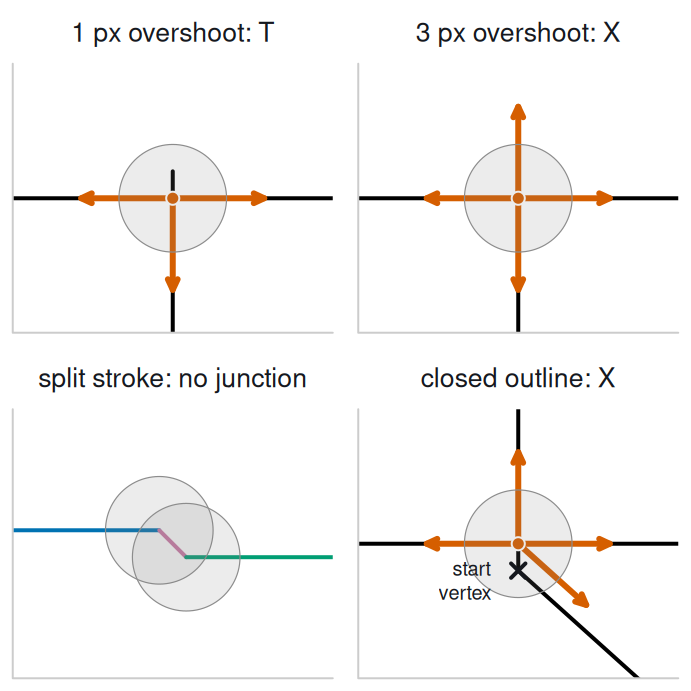 1 px overshoot: T
3 px overshoot: X
split stroke: no junction
closed outline: X
start
vertex